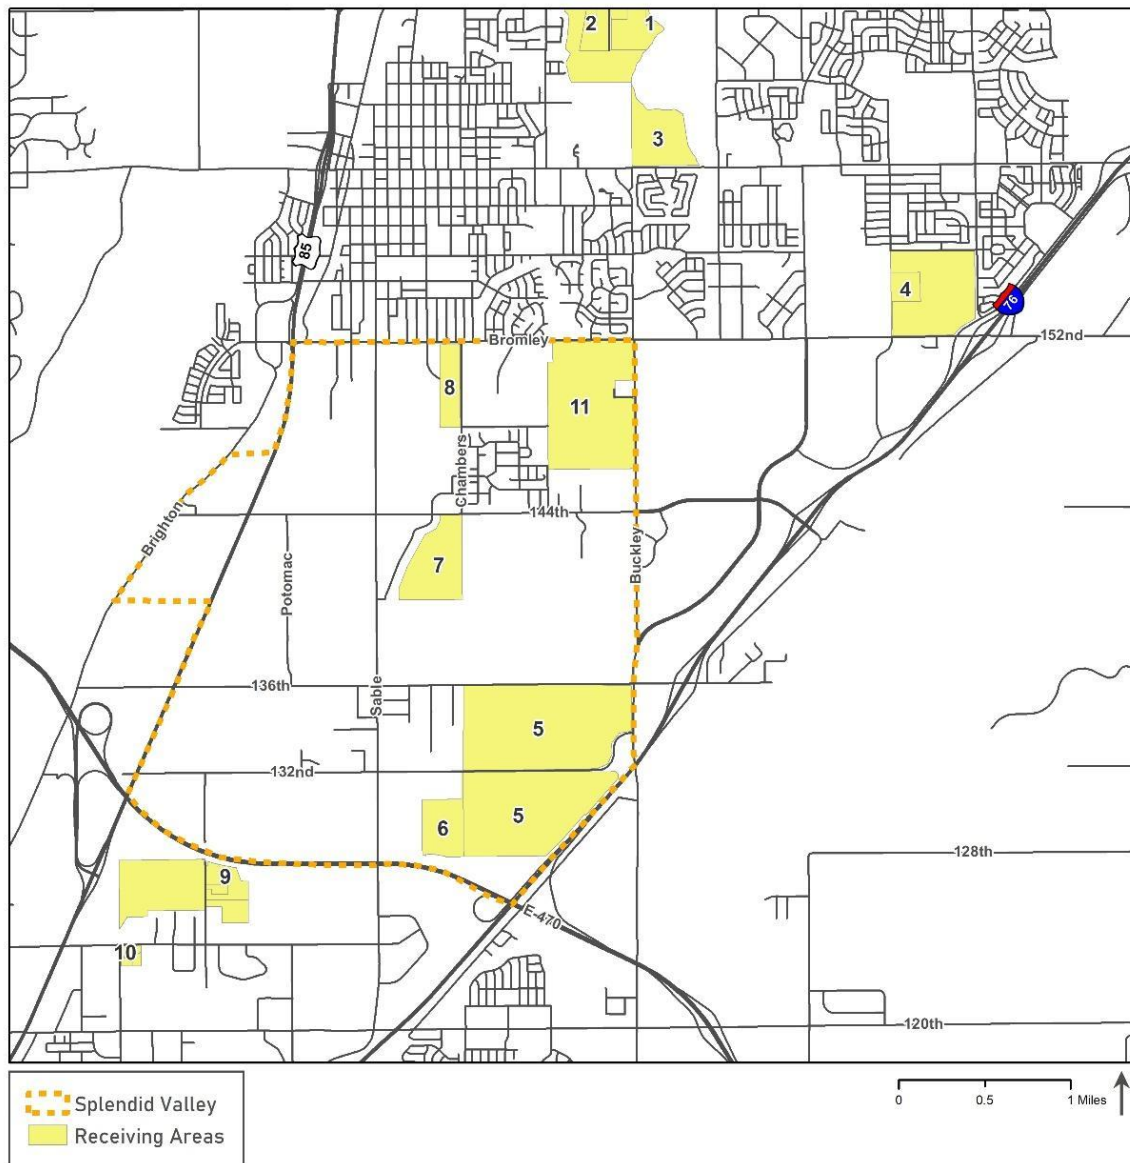 2
1
3
85
4
76
152nd
Bromley
8
11
Chambers
144th
Brighton
7
Buckley
Potomac
136th
Sable
5
132nd
6
5
128th
9
E-470
10
120th
Splendid Valley
Receiving Areas
0 0.5 1 Miles